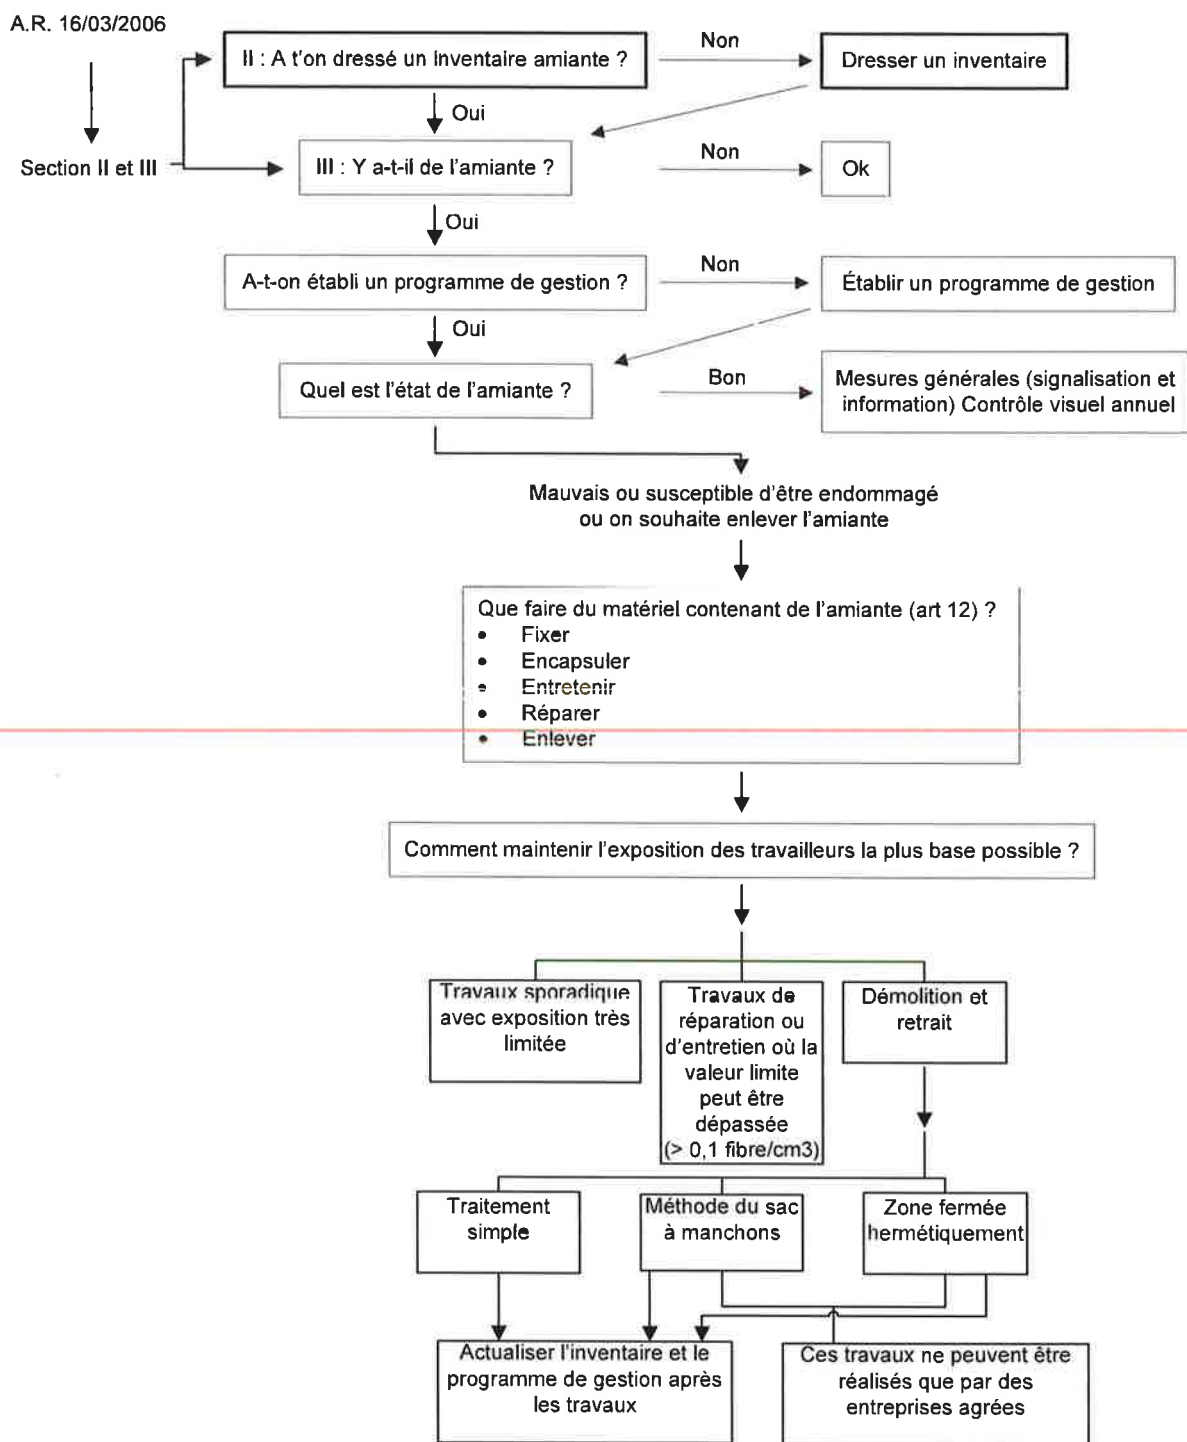 A.R. 16/03/2006
II : A t'on dressé un inventaire amiante ?
Non
Dresser un inventaire
Oui
Section II et III
III : Y a-t-il de l'amiante ?
Non
Ok
Oui
A-t-on établi un programme de gestion ?
Non
Établir un programme de gestion
Oui
Quel est l'état de l'amiante ?
Bon
Mesures générales (signalisation et
information) Contrôle visuel annuel
Mauvais ou susceptible d'être endommagé
ou on souhaite enlever l'amiante
Que faire du matériel contenant de l'amiante (art 12) ?
• Fixer
• Encapsuler
• Entretenir
• Réparer
• Enlever
Comment maintenir l'exposition des travailleurs la plus base possible ?
Travaux sporadique
avec exposition très
limitée
Travaux de
réparation ou
d'entretien où la
valeur limite
peut être
dépassée
(> 0,1 fibre/cm3)
Démolition et
retrait
Traitement
simple
Méthode du sac
à manchons
Zone fermée
hermétiquement
Actualiser l'inventaire et le
programme de gestion après
les travaux
Ces travaux ne peuvent être
réalisés que par des
entreprises agrées